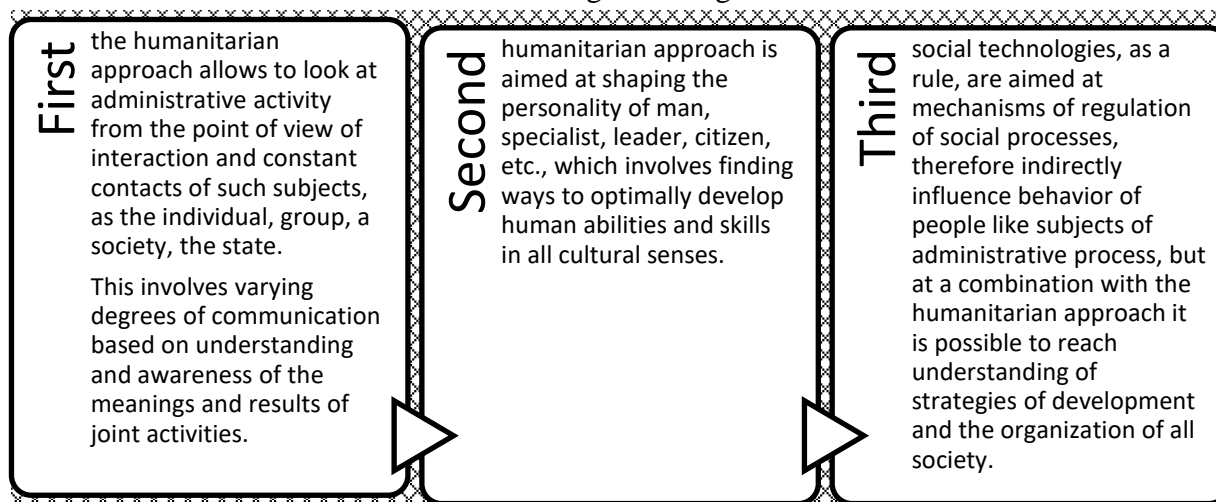 First
the humanitarian
approach allows to look at
administrative activity
from the point of view of
interaction and constant
contacts of such subjects,
as the individual, group, a
society, the state.
This involves varying
degrees of communication
based on understanding
and awareness of the
meanings and results of
joint activities.
Second
humanitarian approach is
aimed at shaping the
personality of man,
specialist, leader, citizen,
etc., which involves finding
ways to optimally develop
human abilities and skills
in all cultural senses.
Third
social technologies, as a
rule, are aimed at
mechanisms of regulation
of social processes,
therefore indirectly
influence behavior of
people like subjects of
administrative process, but
at a combination with the
humanitarian approach it
is possible to reach
understanding of
strategies of development
and the organization of all
society.